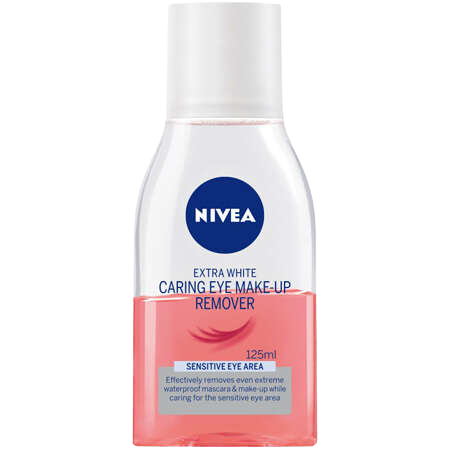 NIVEA
EXTRA WHITE
CARING EYE MAKE-UP
REMOVER
125ml
SENSITIVE EYE AREA
Effectively removes even extreme
waterproof mascara & make-up while
caring for the sensitive eye area